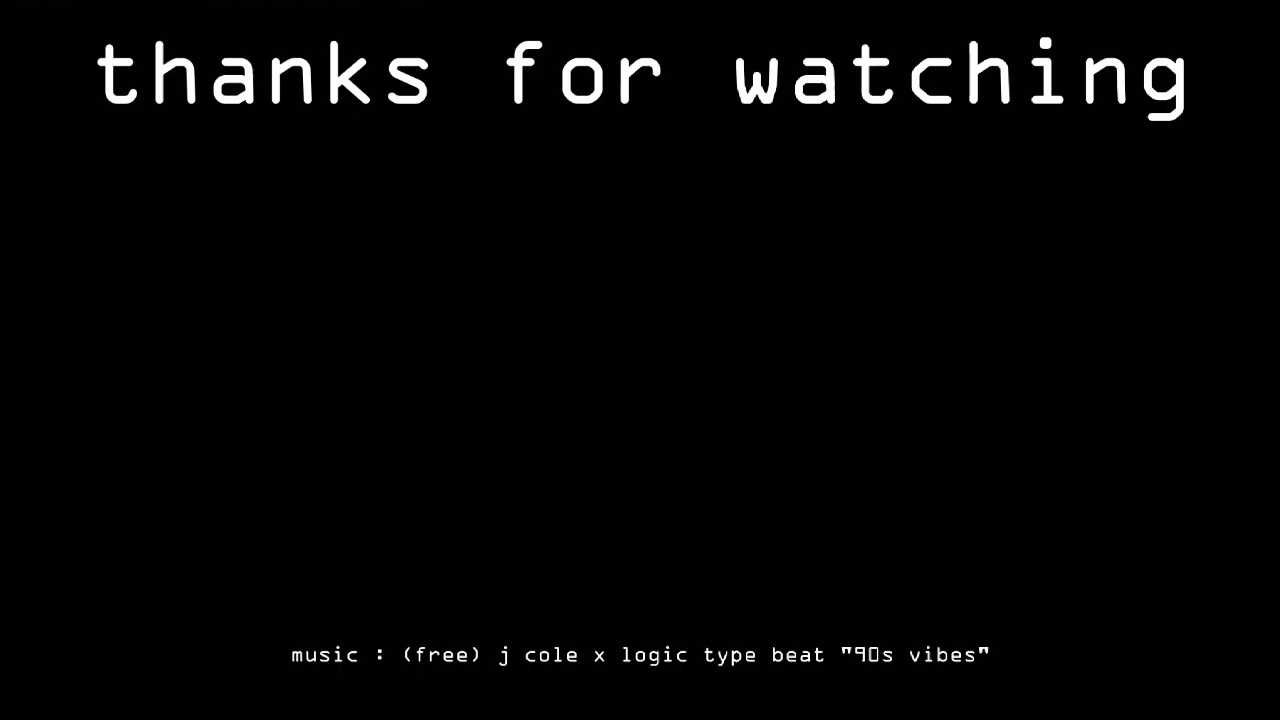 thanks for watching
music : (free) j cole x logic type beat "90s vibes"